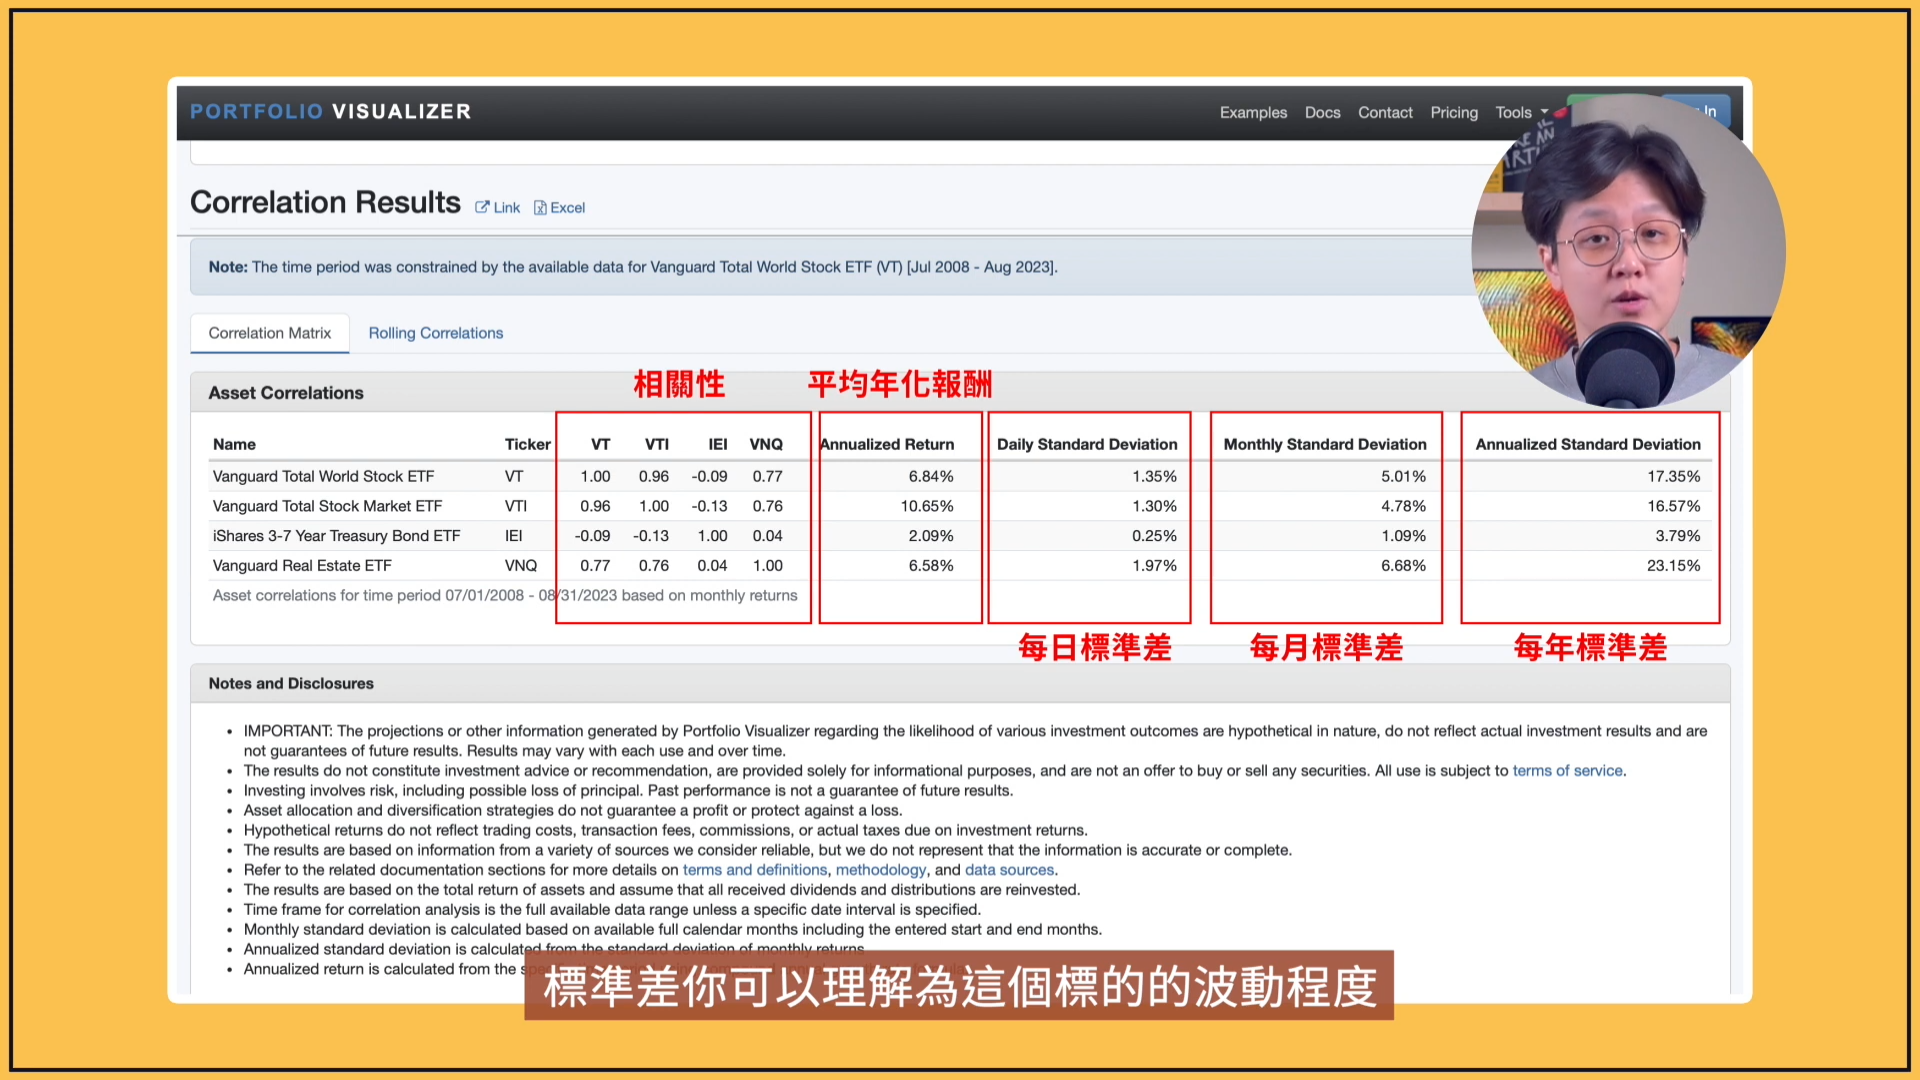 PORTFOLIO VISUALIZER
Examples Docs Contact Pricing Tools In
Correlation Results Link Excel
Note: The time period was constrained by the available data for Vanguard Total World Stock ETF (VT) [Jul 2008 - Aug 2023].
Correlation Matrix Rolling Correlations
相關性 平均年化報酬
Asset Correlations
Name Ticker VT VTI IEI VNQ Annualized Return Daily Standard Deviation Monthly Standard Deviation Annualized Standard Deviation
Vanguard Total World Stock ETF VT 1.00 0.96 -0.09 0.77 6.84% 1.35% 5.01% 17.35%
Vanguard Total Stock Market ETF VTI 0.96 1.00 -0.13 0.76 10.65% 1.30% 4.78% 16.57%
iShares 3-7 Year Treasury Bond ETF IEI -0.09 -0.13 1.00 0.04 2.09% 0.25% 1.09% 3.79%
Vanguard Real Estate ETF VNQ 0.77 0.76 0.04 1.00 6.58% 1.97% 6.68% 23.15%
Asset correlations for time period 07/01/2008 - 08/31/2023 based on monthly returns
每日標準差 每月標準差 每年標準差
Notes and Disclosures
• IMPORTANT: The projections or other information generated by Portfolio Visualizer regarding the likelihood of various investment outcomes are hypothetical in nature, do not reflect actual investment results and are
not guarantees of future results. Results may vary with each use and over time.
• The results do not constitute investment advice or recommendation, are provided solely for informational purposes, and are not an offer to buy or sell any securities. All use is subject to terms of service.
• Investing involves risk, including possible loss of principal. Past performance is not a guarantee of future results.
• Asset allocation and diversification strategies do not guarantee a profit or protect against a loss.
• Hypothetical returns do not reflect trading costs, transaction fees, commissions, or actual taxes due on investment returns.
• The results are based on information from a variety of sources we consider reliable, but we do not represent that the information is accurate or complete.
• Refer to the related documentation sections for more details on terms and definitions, methodology, and data sources.
• The results are based on the total return of assets and assume that all received dividends and distributions are reinvested.
• Time frame for correlation analysis is the full available data range unless a specific date interval is specified.
• Monthly standard deviation is calculated based on available full calendar months including the entered start and end months.
• Annualized standard deviation is calculated from the standard deviation of monthly returns
• Annualized return is calculated from the
標準差你可以理解為這個標的的波動程度